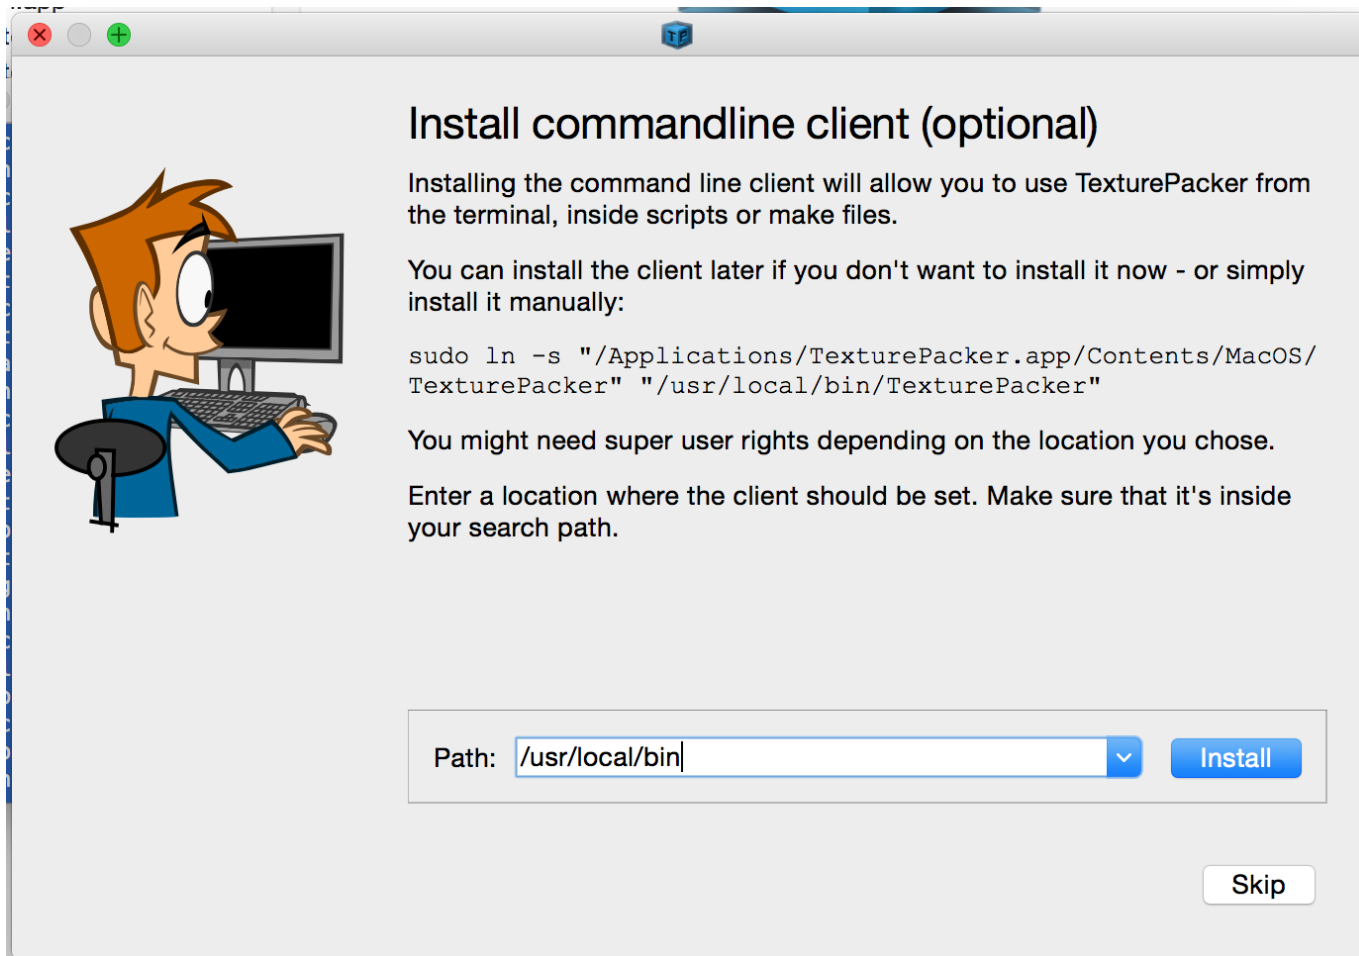 TP
Install commandline client (optional)
Installing the command line client will allow you to use TexturePacker from
the terminal, inside scripts or make files.
You can install the client later if you don't want to install it now - or simply
install it manually:
sudo ln -s "/Applications/TexturePacker.app/Contents/MacOS/
TexturePacker" "/usr/local/bin/TexturePacker"
You might need super user rights depending on the location you chose.
Enter a location where the client should be set. Make sure that it's inside
your search path.
Path: /usr/local/bin Install
Skip